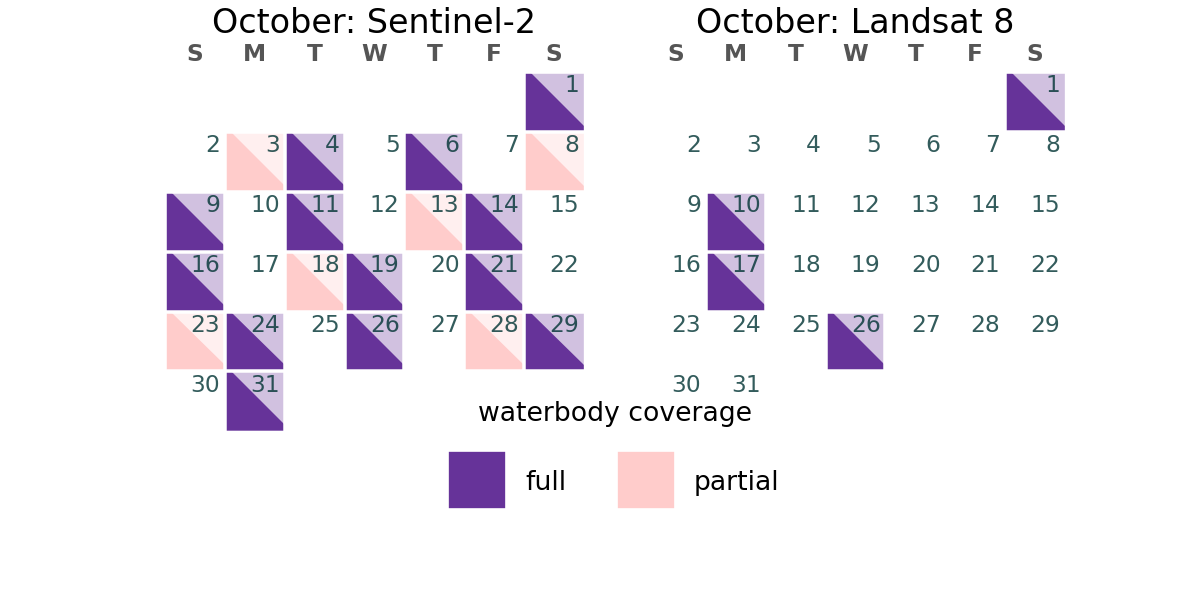 October: Sentinel-2
S M T W T F S
1
2 3 4 5 6 7 8
9 10 11 12 13 14 15
16 17 18 19 20 21 22
23 24 25 26 27 28 29
30 31
October: Landsat 8
S M T W T F S
1
2 3 4 5 6 7 8
9 10 11 12 13 14 15
16 17 18 19 20 21 22
23 24 25 26 27 28 29
30 31
waterbody coverage
full partial